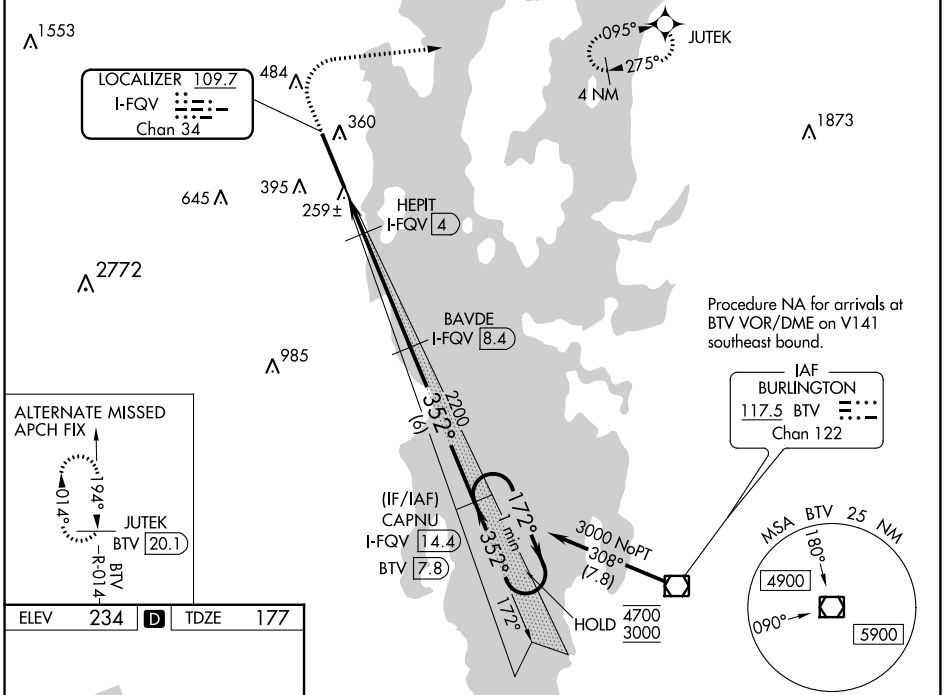 1553
095°
JUTEK
275°
4 NM
LOCALIZER 109.7
I-FQV
Chan 34
484
360
1873
645
395
259±
HEPIT
I-FQV 4
2772
BAVDE
I-FQV 8.4
Procedure NA for arrivals at
BTV VOR/DME on V141
southeast bound.
985
IAF
BURLINGTON
117.5 BTV
Chan 122
ALTERNATE MISSED
APCH FIX
194°
014°
JUTEK
BTV 20.1
BTV
R-014
2200
352°
(6)
(IF/IAF)
CAPNU
I-FQV 14.4
BTV 7.8
172°
1 min
352°
172°
3000 NoPT
308°
(7.8)
HOLD 4700
3000
MSA BTV 25 NM
180°
4900
090°
5900
ELEV 234 D TDZE 177